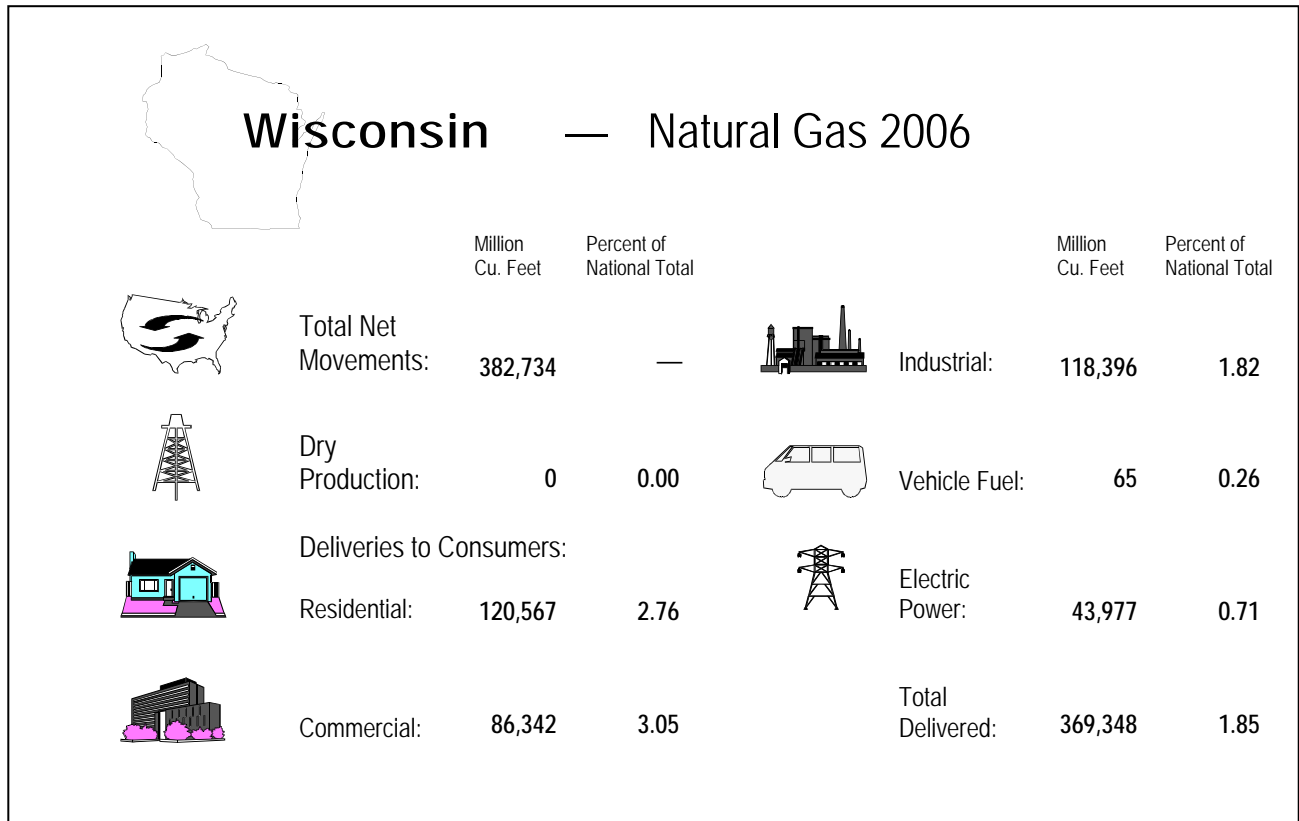 Wisconsin — Natural Gas 2006
Million Cu. Feet
Percent of National Total
Total Net Movements: 382,734 —
Dry Production: 0 0.00
Deliveries to Consumers:
Residential: 120,567 2.76
Commercial: 86,342 3.05
Million Cu. Feet
Percent of National Total
Industrial: 118,396 1.82
Vehicle Fuel: 65 0.26
Electric Power: 43,977 0.71
Total Delivered: 369,348 1.85